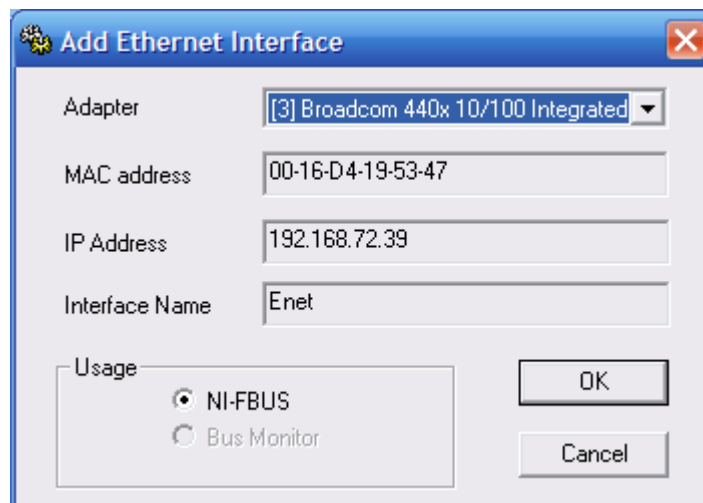 Add Ethernet Interface
Adapter [3] Broadcom 440x 10/100 Integrated
MAC address 00-16-D4-19-53-47
IP Address 192.168.72.39
Interface Name Enet
Usage
NI-FBUS
Bus Monitor
OK
Cancel